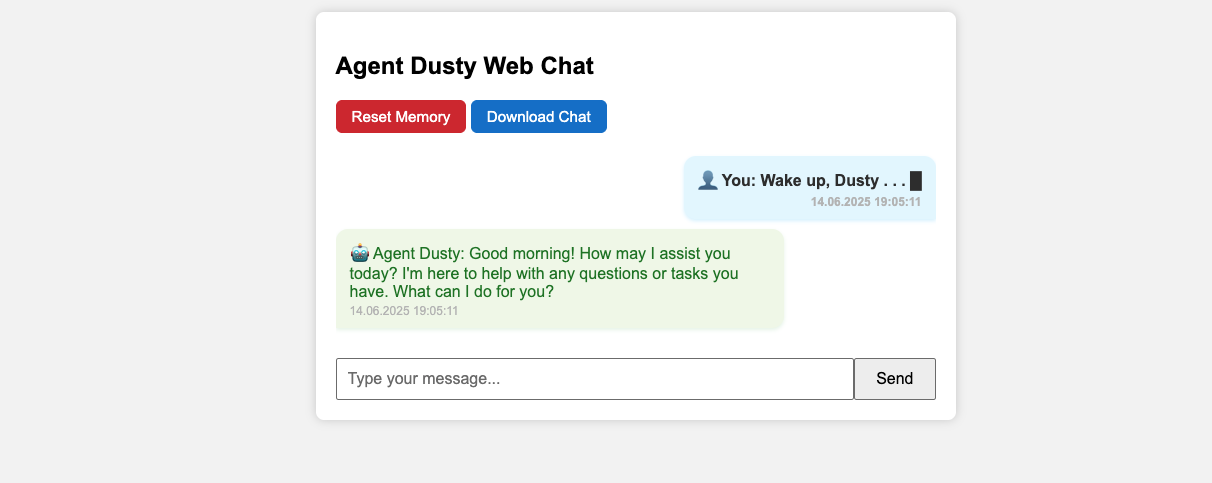 Agent Dusty Web Chat
Reset Memory Download Chat
👤 You: Wake up, Dusty . . . █
14.06.2025 19:05:11
🤖 Agent Dusty: Good morning! How may I assist you
today? I'm here to help with any questions or tasks you
have. What can I do for you?
14.06.2025 19:05:11
Type your message... Send